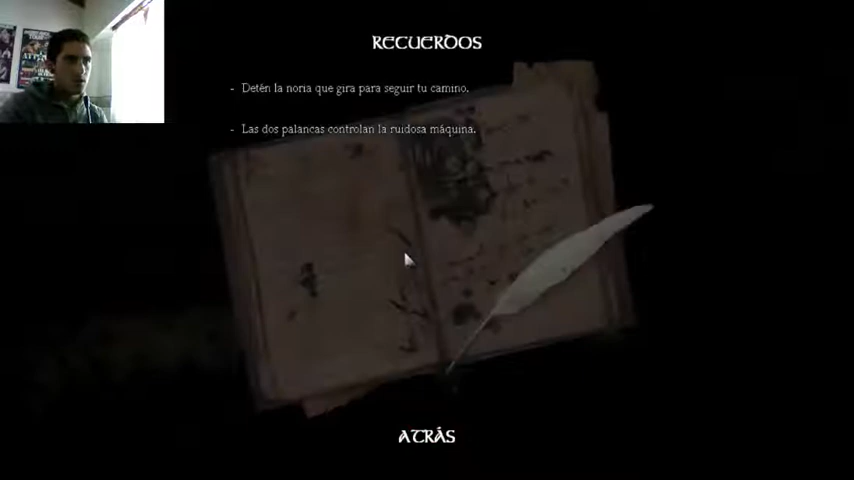 RECUERDOS
- Detén la noria que gira para seguir tu camino.
- Las dos palancas controlan la ruidosa máquina.
ATRÁS